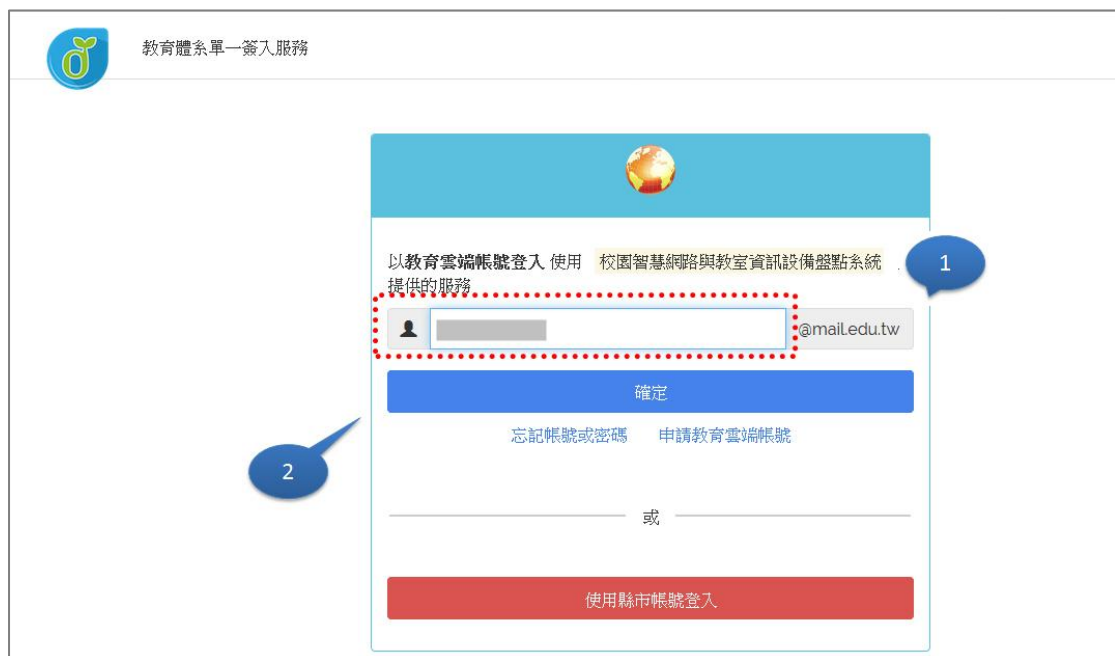 教育體系單一簽入服務
以教育雲端帳號登入 使用 校園智慧網路與教室資訊設備盤點系統
提供的服務
1
@mail.edu.tw
確定
忘記帳號或密碼 申請教育雲端帳號
2
或
使用縣市帳號登入